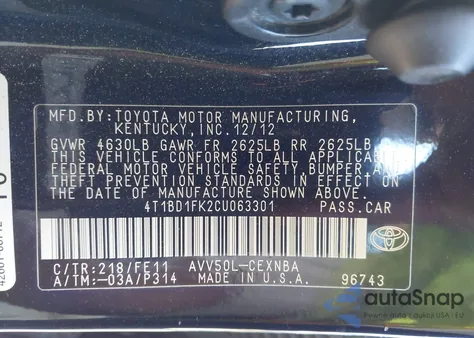 MFD.BY: TOYOTA MOTOR MANUFACTURING,
KENTUCKY, INC. 12/12
GVWR 4630LB GAWR FR 2625LB RR 2625LB
THIS VEHICLE CONFORMS TO ALL APPLICABLE
FEDERAL MOTOR VEHICLE SAFETY, BUMPER, AND
THEFT PREVENTION STANDARDS IN EFFECT ON
THE DATE OF MANUFACTURE SHOWN ABOVE.
4T1BD1FK2CU063301 PASS.CAR
C/TR:218/FE11 AVV50L-CEXNBA
A/TM:-03A/P314 MADE IN U.S.A. 96743
TOYOTA
autoSnap